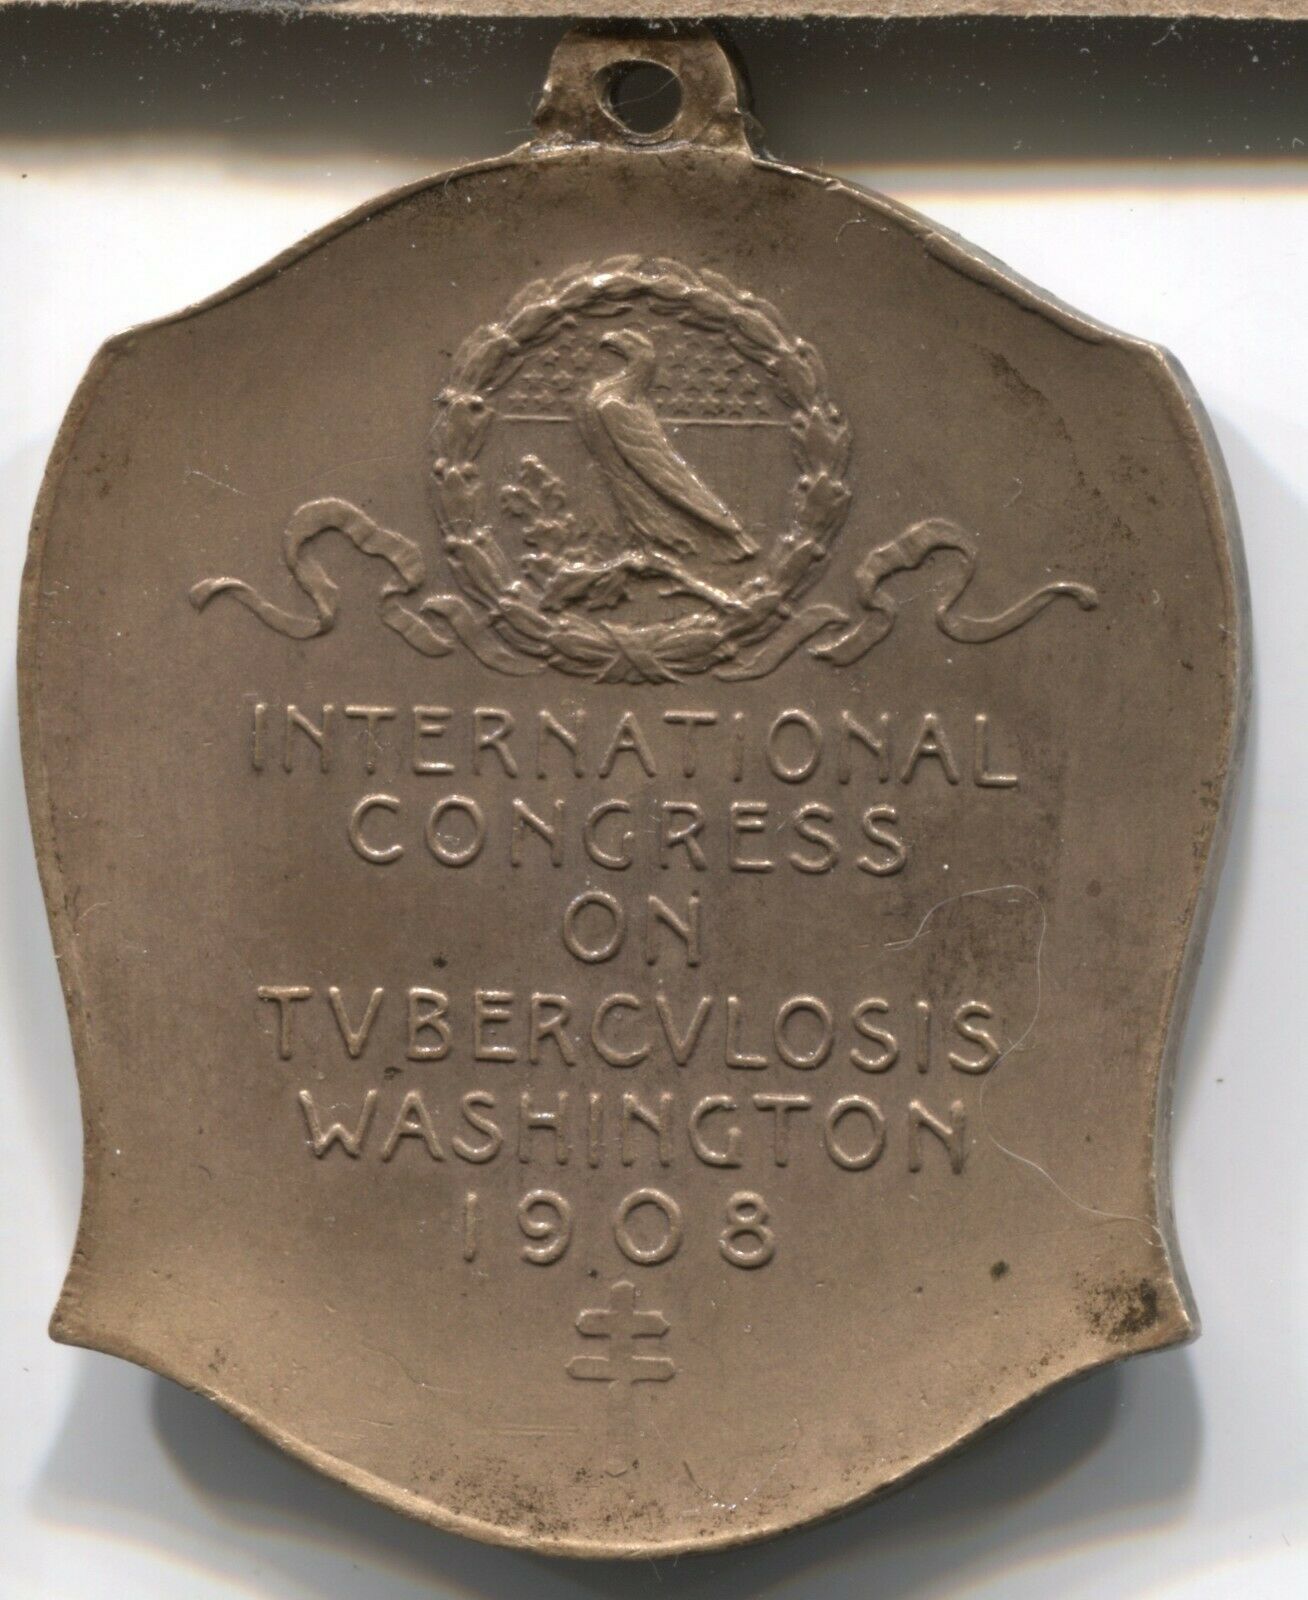 INTERNATIONAL
CONGRESS
ON
TVBERCVLOSIS
WASHINGTON
1908